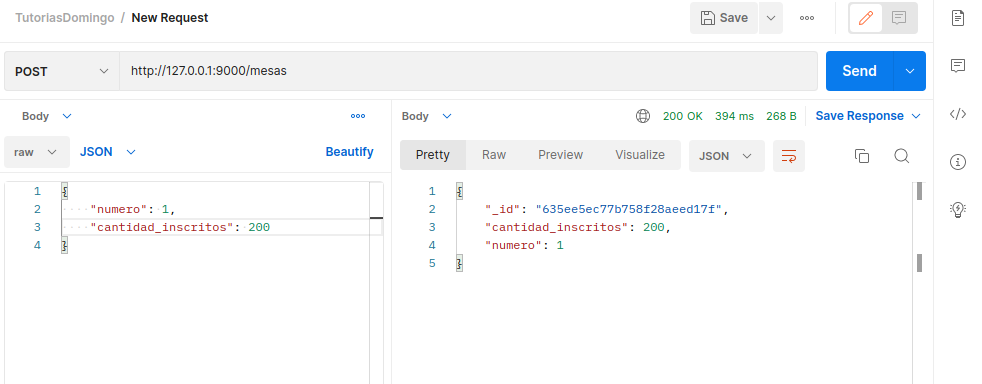 TutoriasDomingo / New Request
Save
POST
http://127.0.0.1:9000/mesas
Send
Body
raw
JSON
Beautify
1 {
2 "numero": 1,
3 "cantidad_inscritos": 200
4 }
Body
200 OK 394 ms 268 B
Save Response
Pretty
Raw
Preview
Visualize
JSON
1 {
2 "_id": "635ee5ec77b758f28aeed17f",
3 "cantidad_inscritos": 200,
4 "numero": 1
5 }